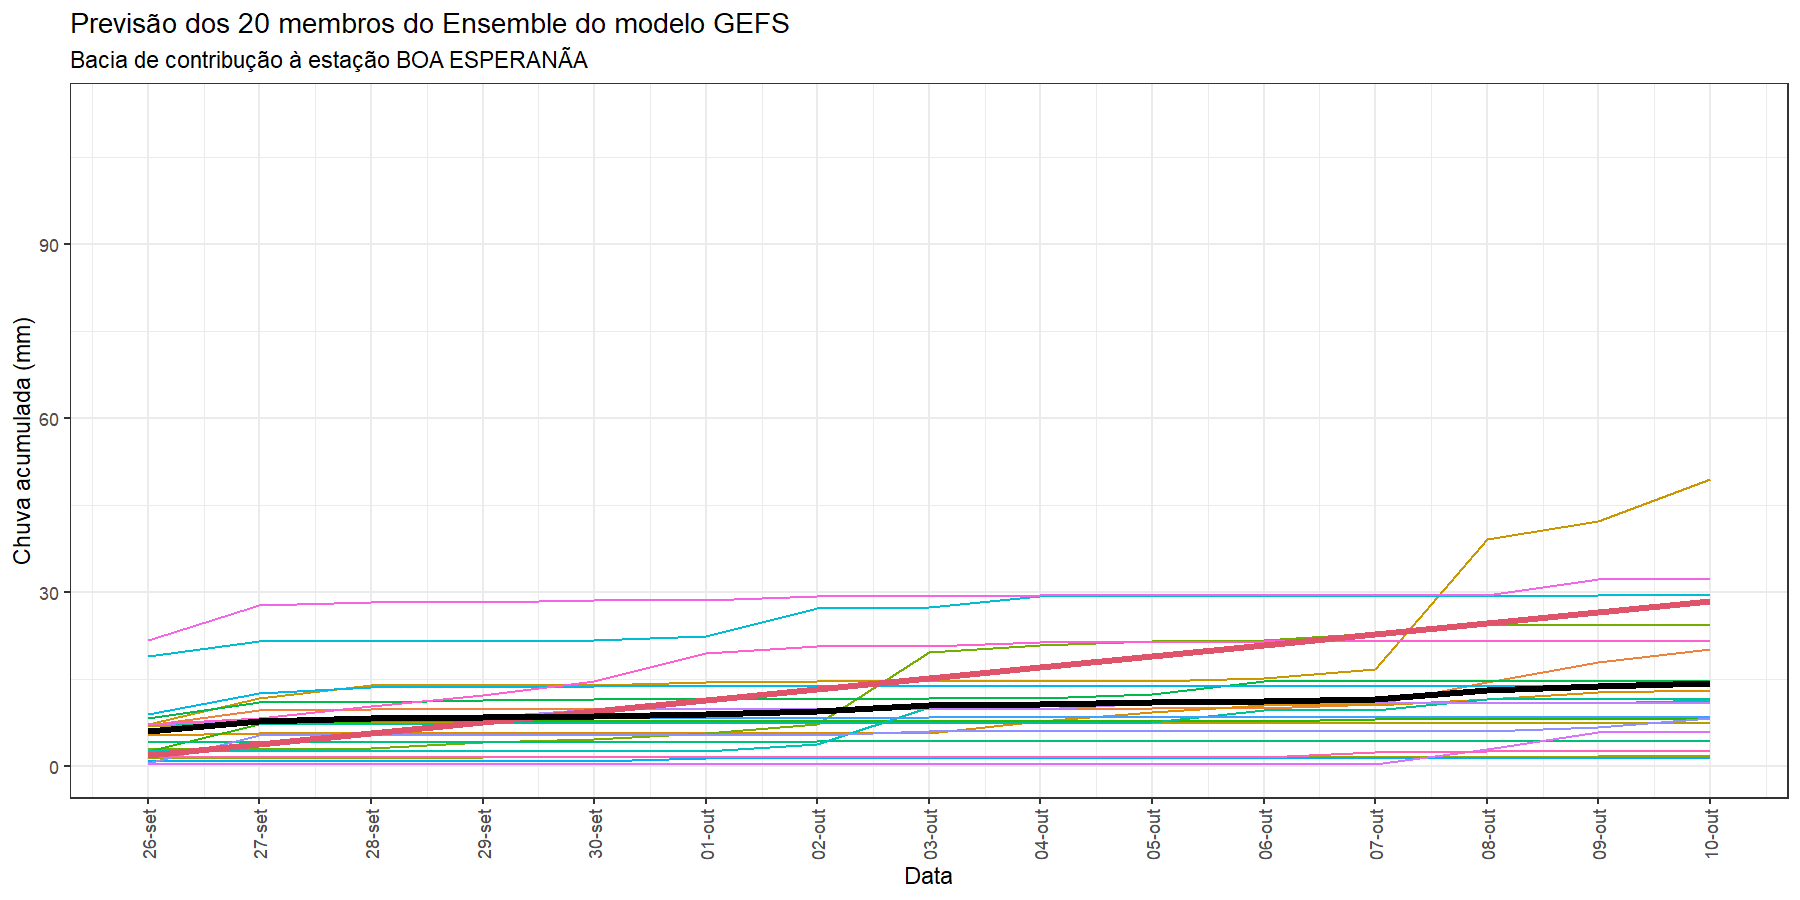 Previsão dos 20 membros do Ensemble do modelo GEFS
Bacia de contribução à estação BOA ESPERANÃA
Chuva acumulada (mm)
90
60
30
0
26-set
27-set
28-set
29-set
30-set
01-out
02-out
03-out
04-out
05-out
06-out
07-out
08-out
09-out
10-out
Data